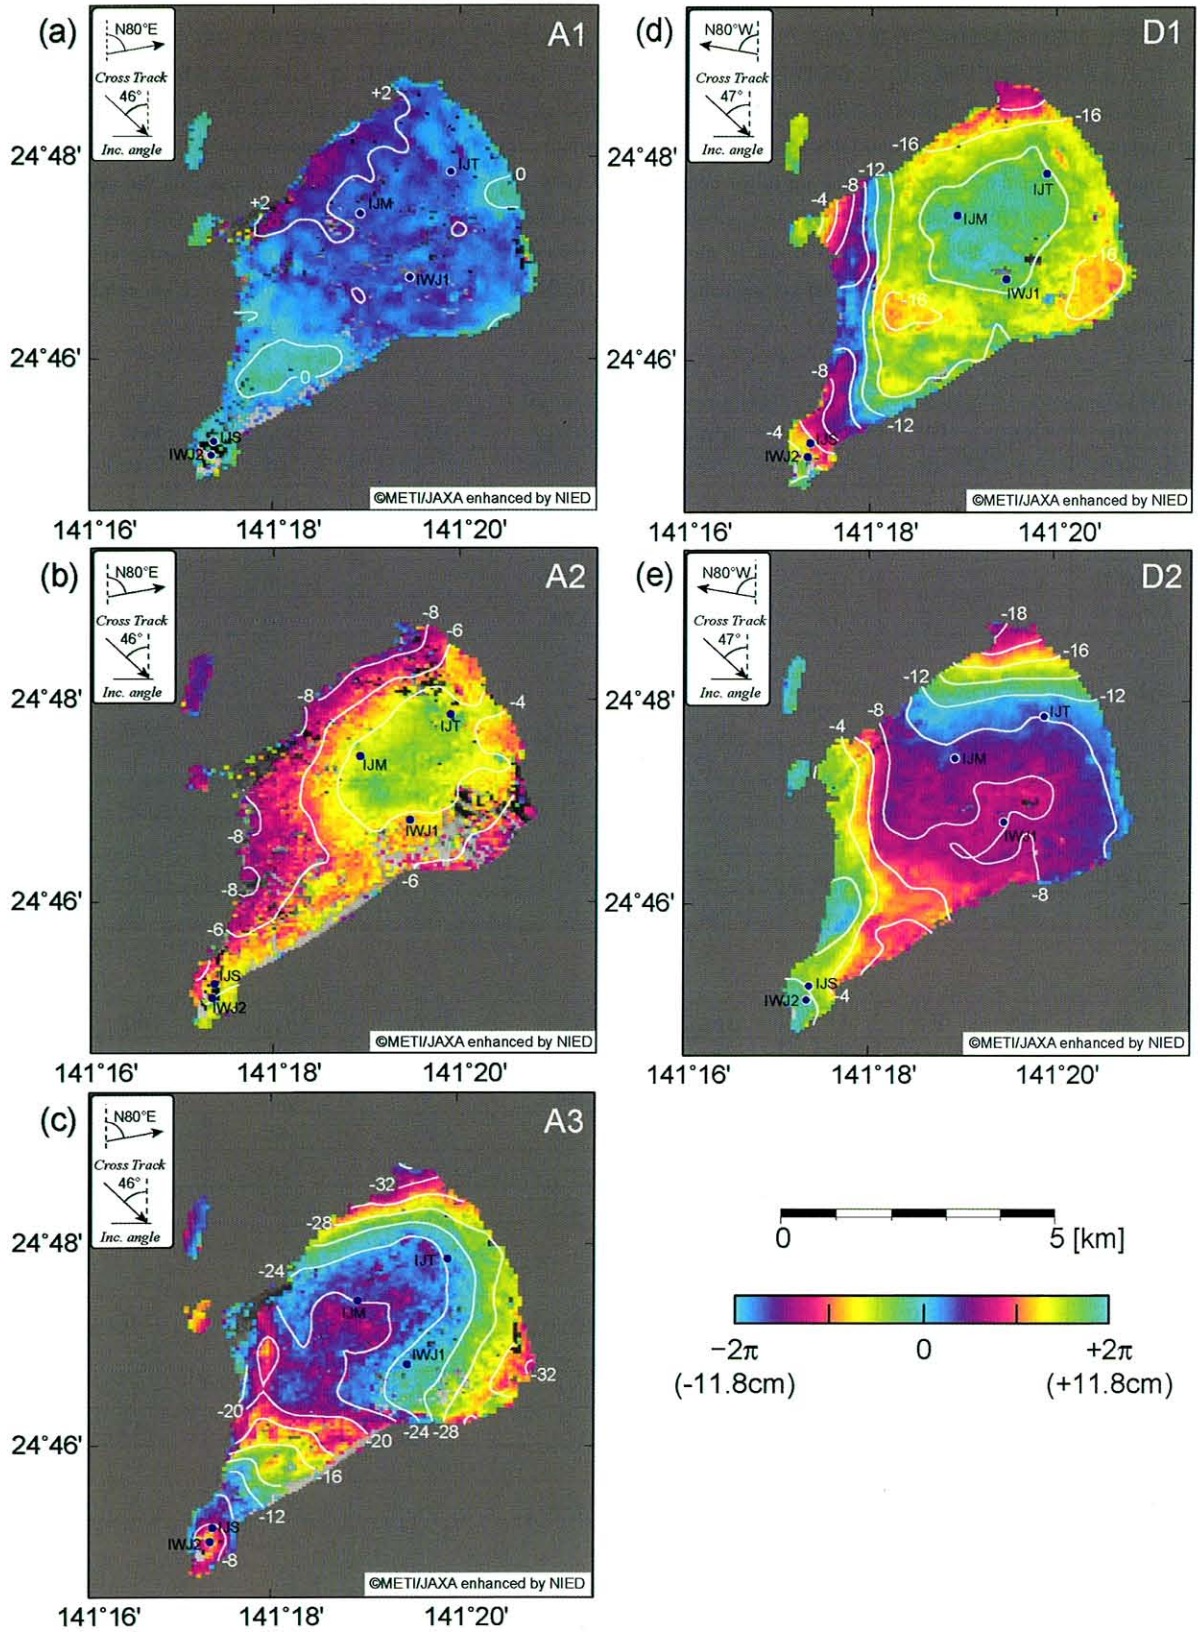 (a)
N80°E
Cross Track
46°
Inc. angle
A1
+2
+2
0
0
IJT
IJM
IWJ1
IJS
IWJ2
24°48'
24°46'
©METI/JAXA enhanced by NIED
141°16' 141°18' 141°20'
(d)
N80°W
Cross Track
47°
Inc. angle
D1
-16
-16
-12
-8
-4
-16
-16
-8
-12
-4
IJT
IJM
IWJ1
IJS
IWJ2
24°48'
24°46'
©METI/JAXA enhanced by NIED
141°16' 141°18' 141°20'
(b)
N80°E
Cross Track
46°
Inc. angle
A2
-8
-6
-8
-4
-8
-8
-6
-6
IJT
IJM
IWJ1
IJS
IWJ2
24°48'
24°46'
©METI/JAXA enhanced by NIED
141°16' 141°18' 141°20'
(e)
N80°W
Cross Track
47°
Inc. angle
D2
-18
-16
-12
-12
-8
-4
-8
-4
IJT
IJM
IWJ1
IJS
IWJ2
24°48'
24°46'
©METI/JAXA enhanced by NIED
141°16' 141°18' 141°20'
(c)
N80°E
Cross Track
46°
Inc. angle
A3
-32
-28
-24
-32
-20
-24 -28
-20
-16
-12
-8
IJT
IJM
IWJ1
IJS
IWJ2
24°48'
24°46'
©METI/JAXA enhanced by NIED
141°16' 141°18' 141°20'
0 5 [km]
−2π 0 +2π
(-11.8cm) (+11.8cm)